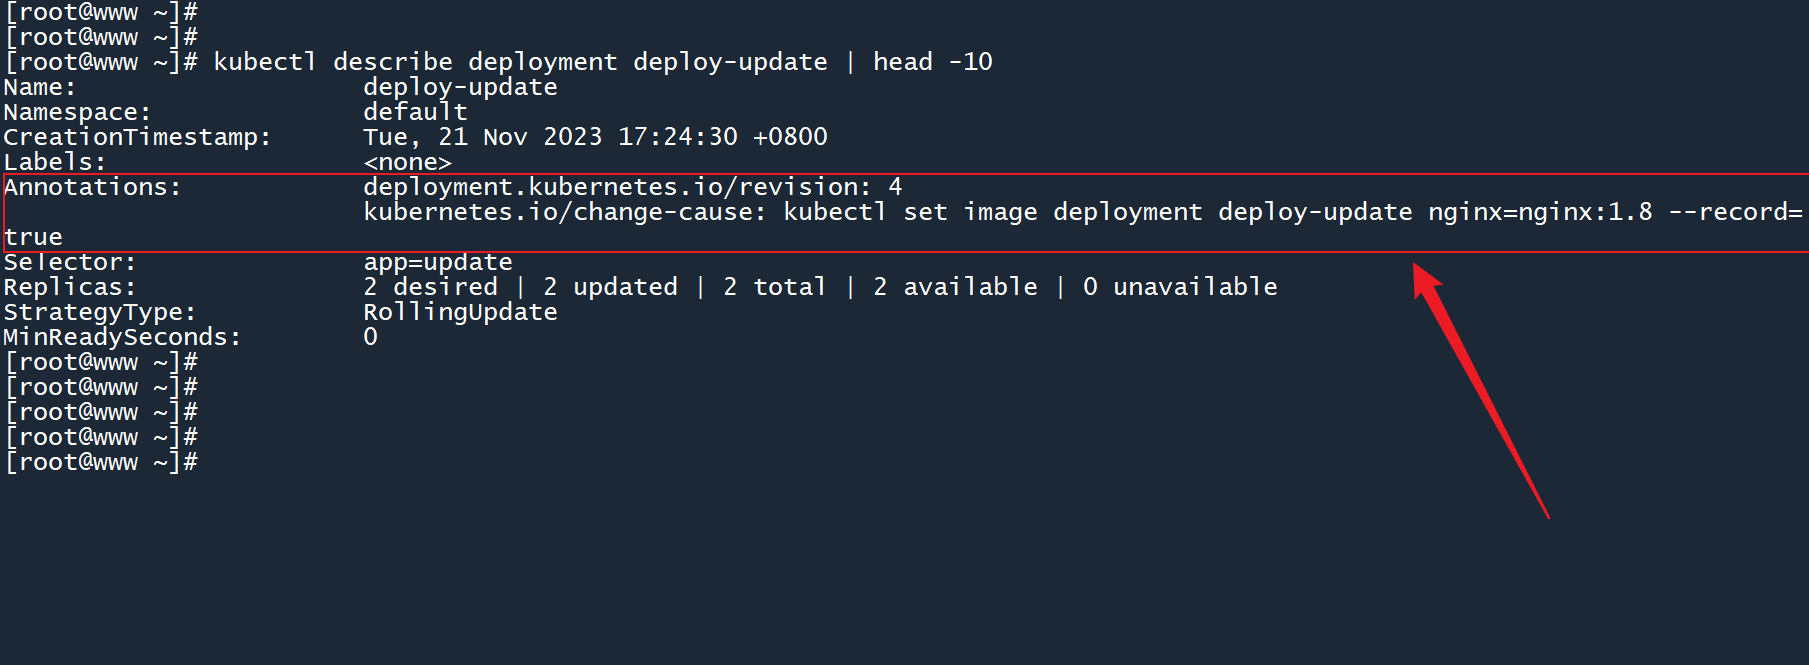 [root@www ~]#
[root@www ~]#
[root@www ~]# kubectl describe deployment deploy-update | head -10
Name:                   deploy-update
Namespace:              default
CreationTimestamp:      Tue, 21 Nov 2023 17:24:30 +0800
Labels:                 <none>
Annotations:            deployment.kubernetes.io/revision: 4
                        kubernetes.io/change-cause: kubectl set image deployment deploy-update nginx=nginx:1.8 --record=
true
Selector:               app=update
Replicas:               2 desired | 2 updated | 2 total | 2 available | 0 unavailable
StrategyType:           RollingUpdate
MinReadySeconds:        0
[root@www ~]#
[root@www ~]#
[root@www ~]#
[root@www ~]#
[root@www ~]#